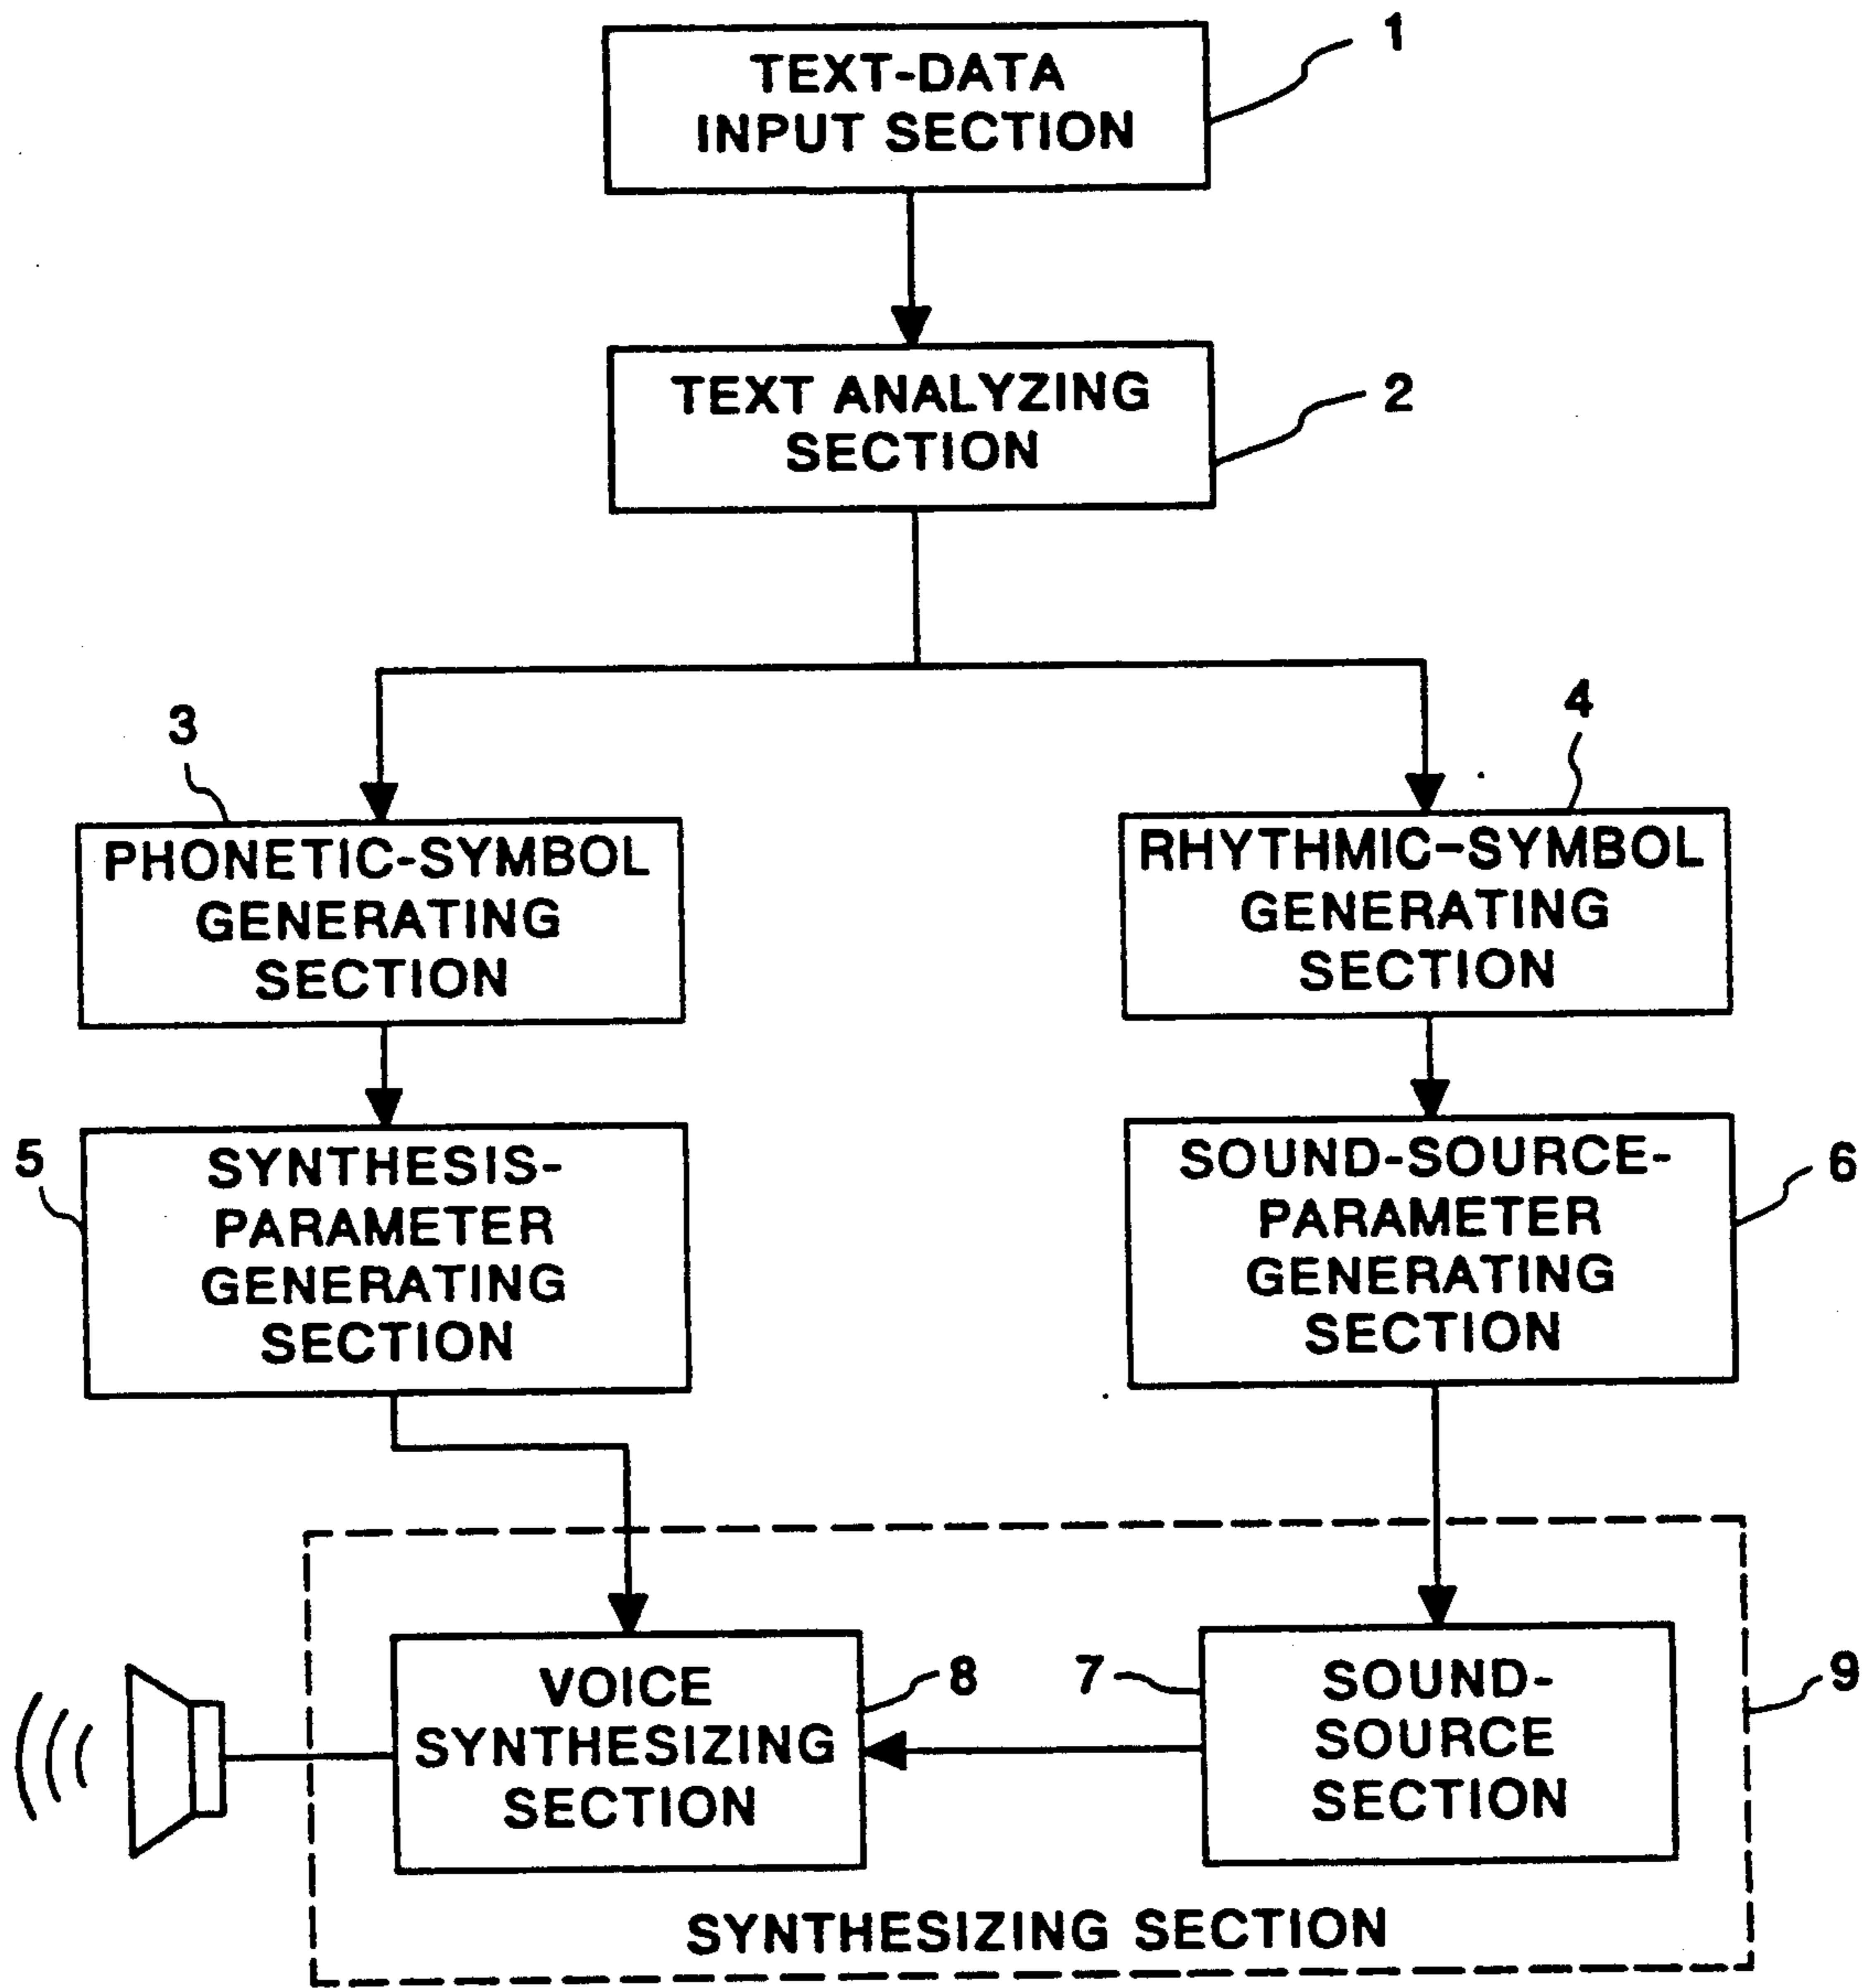 TEXT-DATA
INPUT SECTION
1
TEXT ANALYZING
SECTION
2
3
PHONETIC-SYMBOL
GENERATING
SECTION
4
RHYTHMIC-SYMBOL
GENERATING
SECTION
5
SYNTHESIS-
PARAMETER
GENERATING
SECTION
SOUND-SOURCE-
PARAMETER
GENERATING
SECTION
6
VOICE
SYNTHESIZING
SECTION
8
7
SOUND-
SOURCE
SECTION
9
SYNTHESIZING SECTION